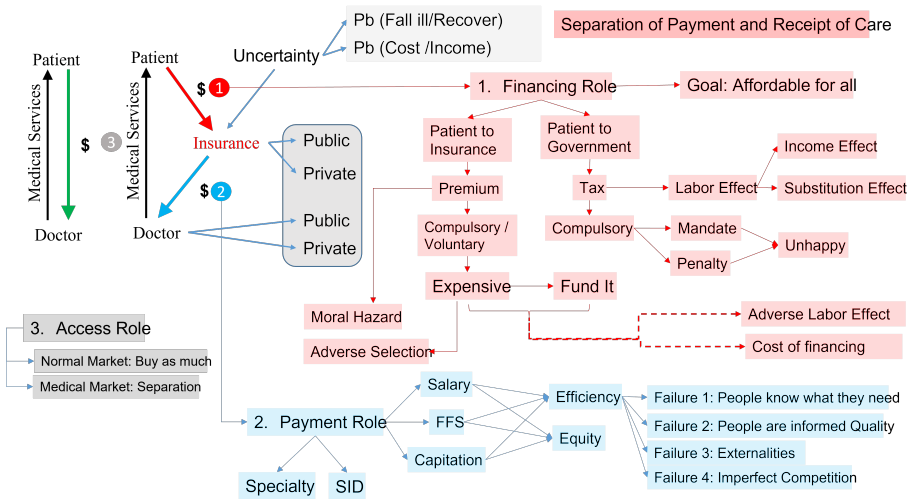 Pb (Fall ill/Recover)
Pb (Cost /Income)
Separation of Payment and Receipt of Care
Uncertainty
Patient
Patient
Medical Services
$
3
Medical Services
$
1
Insurance
$
2
Doctor
Doctor
Public
Private
Public
Private
1. Financing Role
Goal: Affordable for all
Patient to
Insurance
Patient to
Government
Premium
Tax
Labor Effect
Income Effect
Substitution Effect
Compulsory /
Voluntary
Compulsory
Mandate
Penalty
Unhappy
Expensive
Fund It
Moral Hazard
Adverse Selection
Adverse Labor Effect
Cost of financing
3. Access Role
Normal Market: Buy as much
Medical Market: Separation
2. Payment Role
Salary
FFS
Capitation
Efficiency
Equity
Failure 1: People know what they need
Failure 2: People are informed Quality
Failure 3: Externalities
Failure 4: Imperfect Competition
Specialty
SID